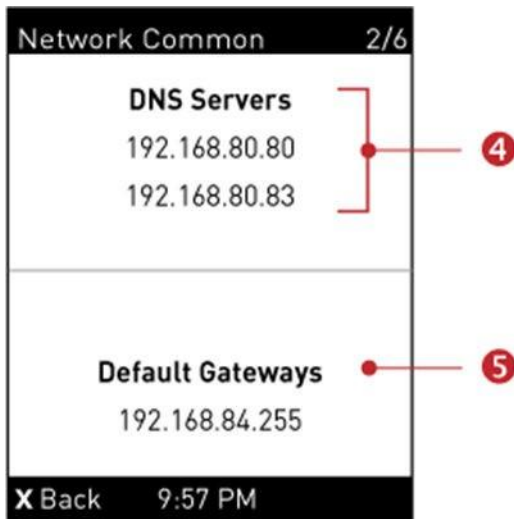 Network Common 2/6
DNS Servers
192.168.80.80
4
192.168.80.83
Default Gateways
5
192.168.84.255
X Back 9:57 PM